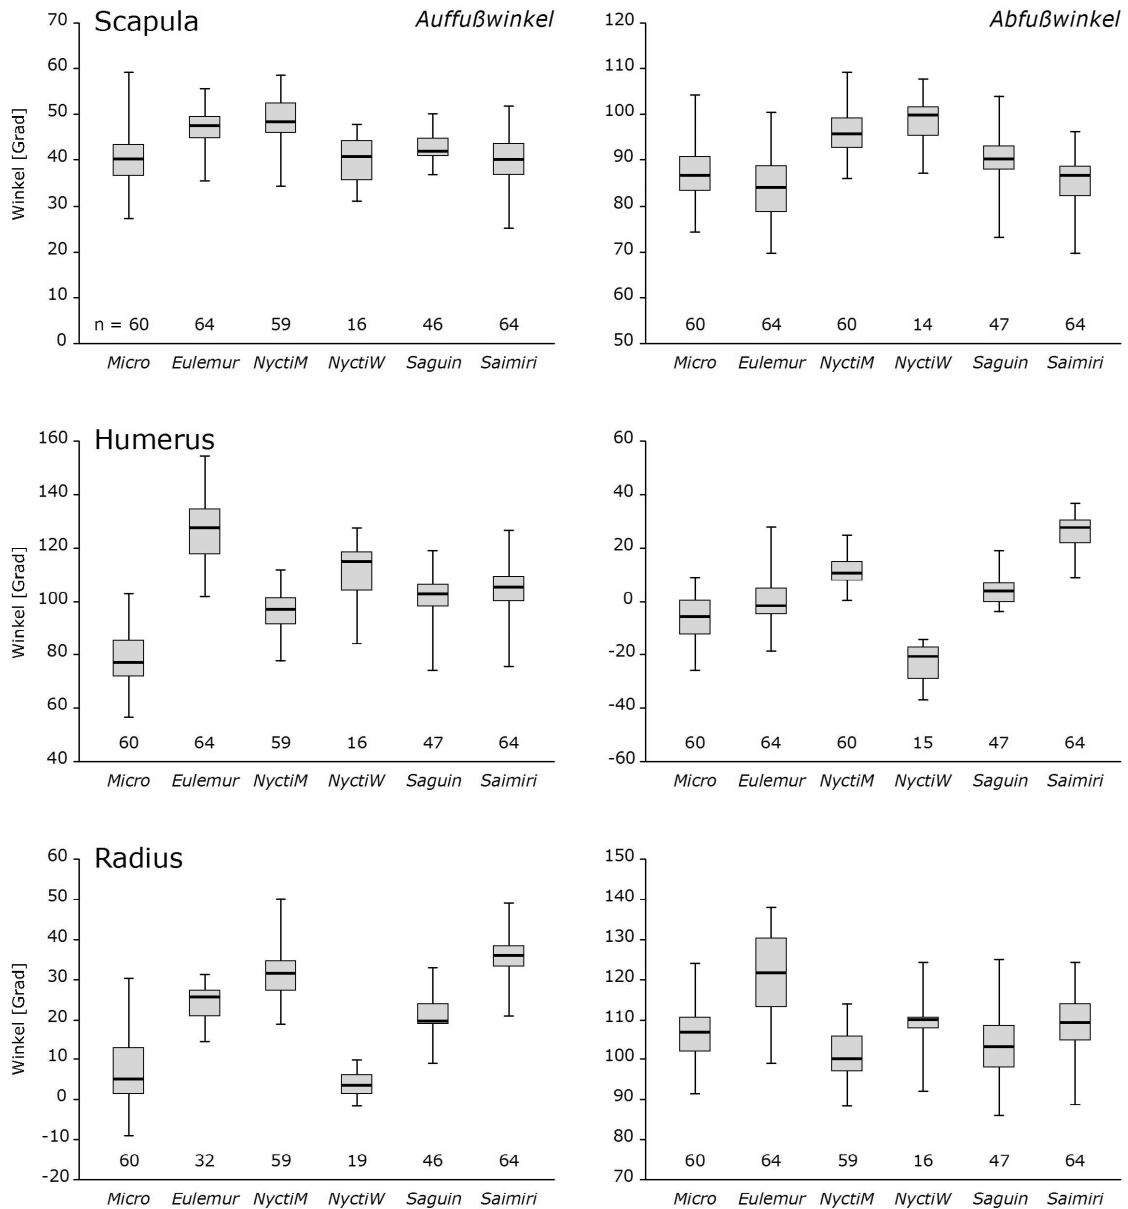 Scapula
Auffußwinkel
Abfußwinkel
Winkel [Grad]
70
60
50
40
30
20
10
0
n = 60 64 59 16 46 64
Micro Eulemur NyctiM NyctiW Saguin Saimiri
120
110
100
90
80
70
60
50
60 64 60 14 47 64
Micro Eulemur NyctiM NyctiW Saguin Saimiri
Humerus
Winkel [Grad]
160
140
120
100
80
60
40
60 64 59 16 47 64
Micro Eulemur NyctiM NyctiW Saguin Saimiri
60
40
20
0
-20
-40
-60
60 64 60 15 47 64
Micro Eulemur NyctiM NyctiW Saguin Saimiri
Radius
Winkel [Grad]
60
50
40
30
20
10
0
-10
-20
60 32 59 19 46 64
Micro Eulemur NyctiM NyctiW Saguin Saimiri
150
140
130
120
110
100
90
80
70
60 64 59 16 47 64
Micro Eulemur NyctiM NyctiW Saguin Saimiri